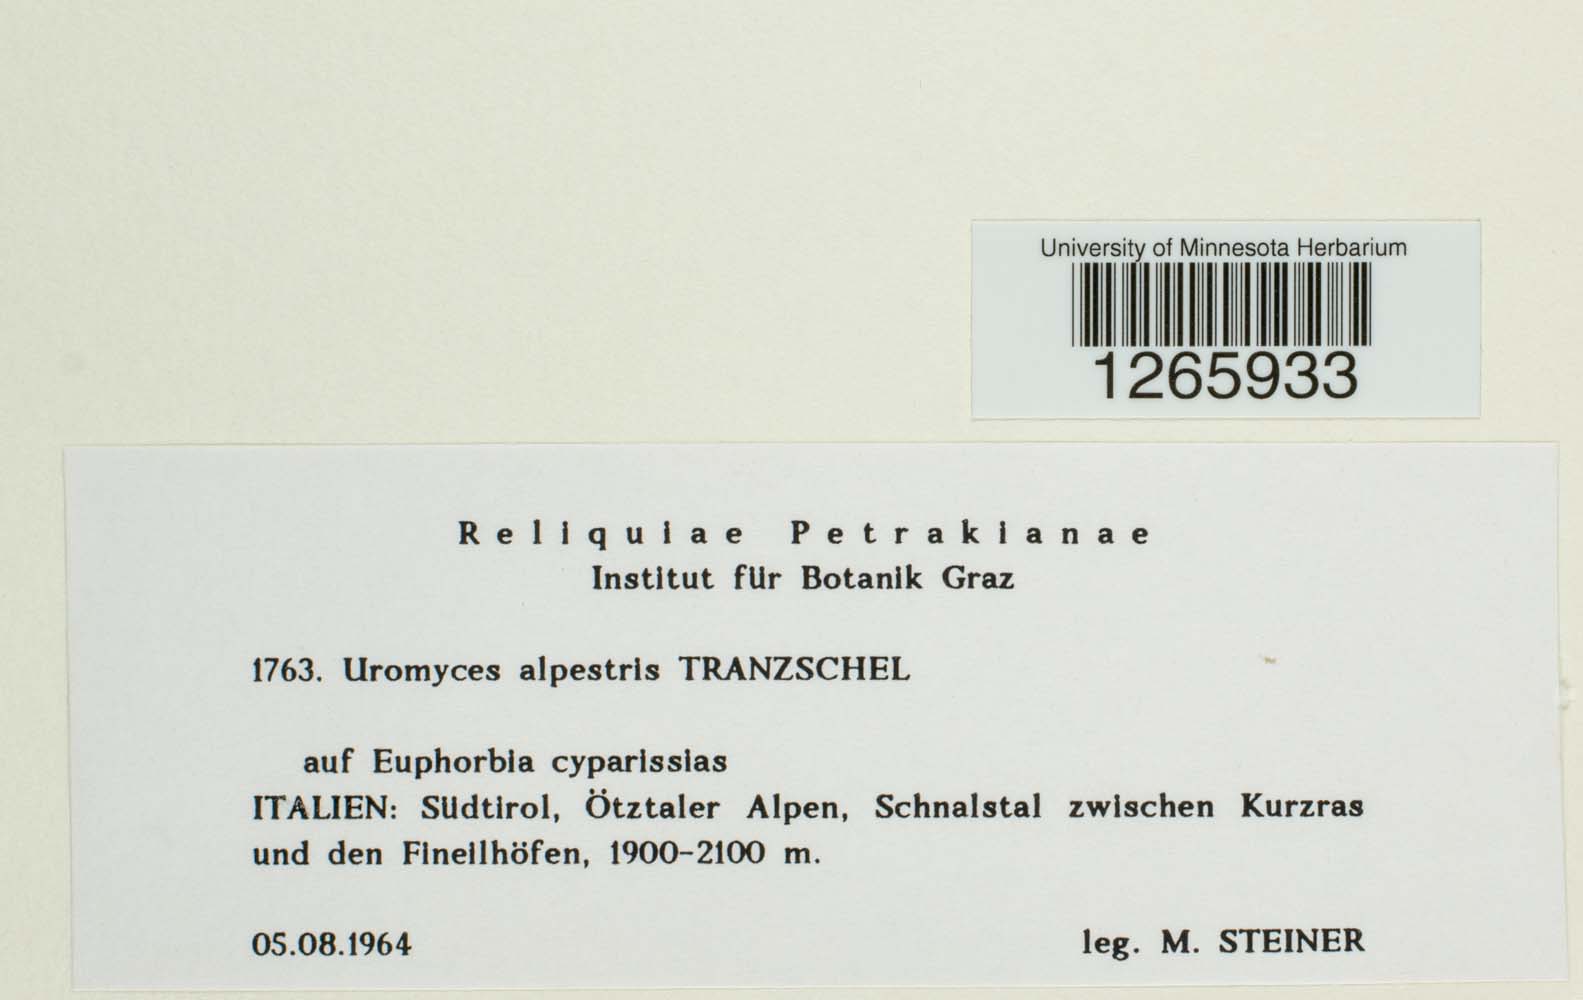 University of Minnesota Herbarium
1265933
Reliquiae Petrakianae
Institut für Botanik Graz
1763. Uromyces alpestris TRANZSCHEL
auf Euphorbia cyparissias
ITALIEN: Südtirol, Ötztaler Alpen, Schnalstal zwischen Kurzras
und den Fineilhöfen, 1900-2100 m.
05.08.1964 leg. M. STEINER